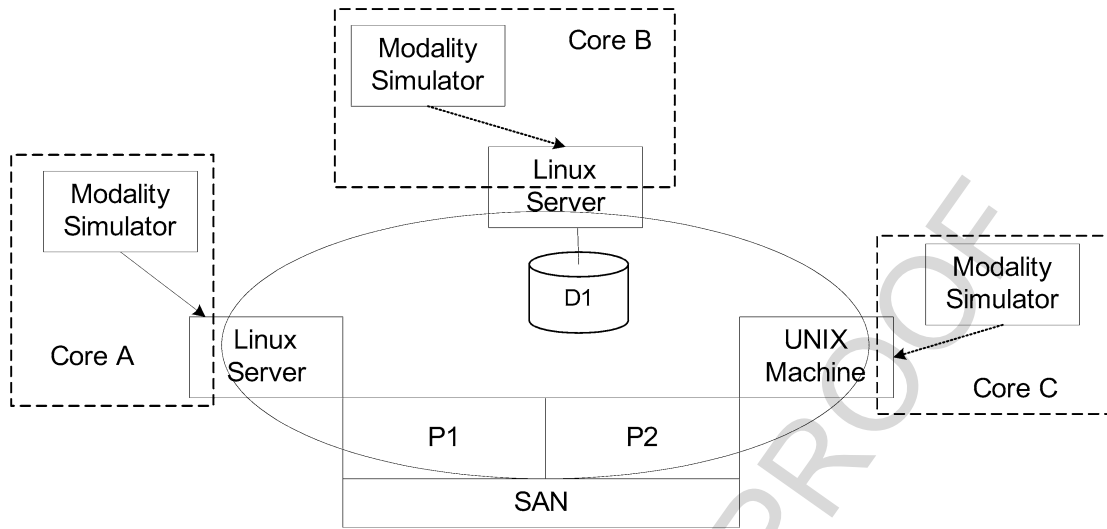 Modality
Simulator
Core B
Linux
Server
Modality
Simulator
Core A
Linux
Server
D1
UNIX
Machine
Modality
Simulator
Core C
P1
P2
SAN
PROOF